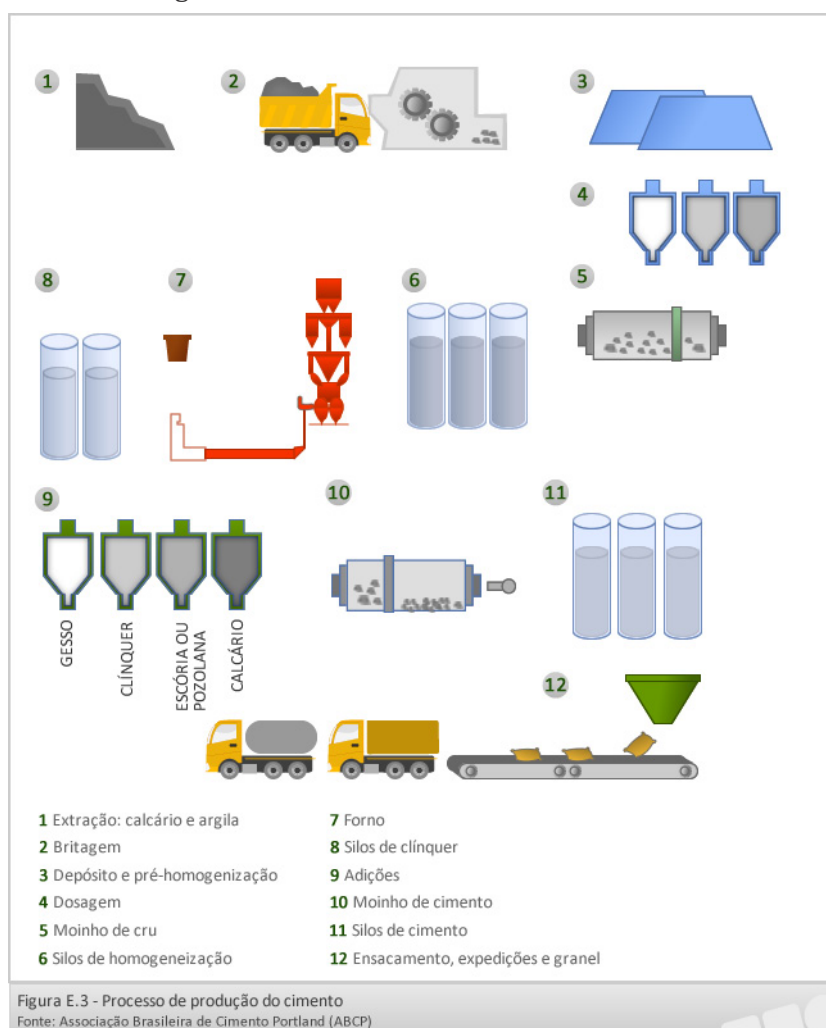 1
2
3
4
8
7
6
5
9
10
11
GESSO
CLÍNQUER
ESCÓRIA OU
POZOLANA
CALCÁRIO
12
1 Extração: calcário e argila
2 Britagem
3 Depósito e pré-homogenização
4 Dosagem
5 Moinho de cru
6 Silos de homogeneização
7 Forno
8 Silos de clínquer
9 Adições
10 Moinho de cimento
11 Silos de cimento
12 Ensacamento, expedições e granel
Figura E.3 - Processo de produção do cimento
Fonte: Associação Brasileira de Cimento Portland (ABCP)